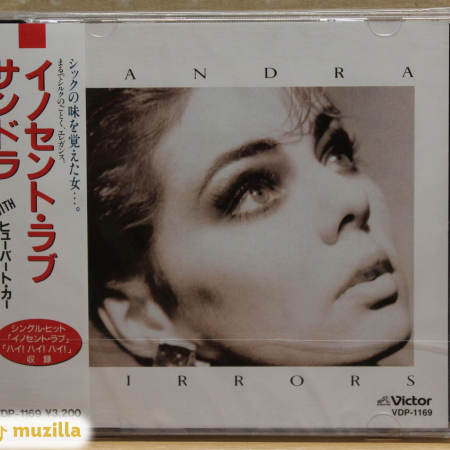 シックの味を覚えた女…。
まるでシルクのごとく、エレガンス。
イノセント・ラブ
サンドラ
WITH ヒューバート・カー
シングル・ヒット
「イノセント・ラブ」
「ハイ! ハイ! ハイ!」
収録
VDP-1169 ¥3,200
ANDRA
IRRORS
Victor
VDP-1169
muzilla